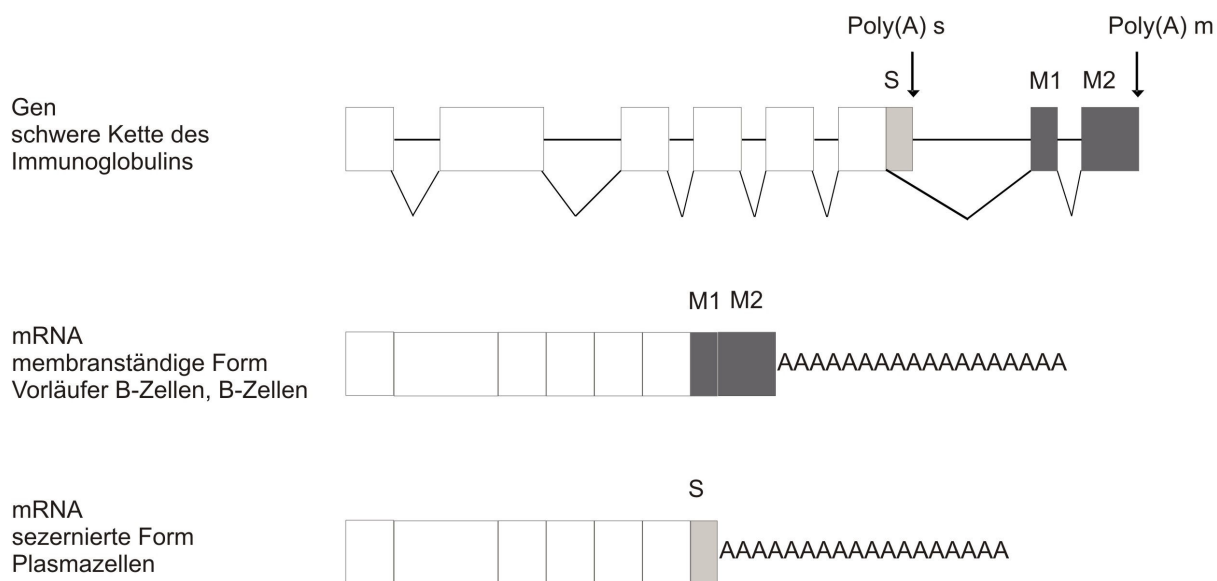 Poly(A) s
Poly(A) m
S
M1
M2
Gen
schwere Kette des
Immunoglobulins
M1 M2
mRNA
membranständige Form
Vorläufer B-Zellen, B-Zellen
AAAAAAAAAAAAAAAAAA
S
mRNA
sezernierte Form
Plasmazellen
AAAAAAAAAAAAAAAAAA